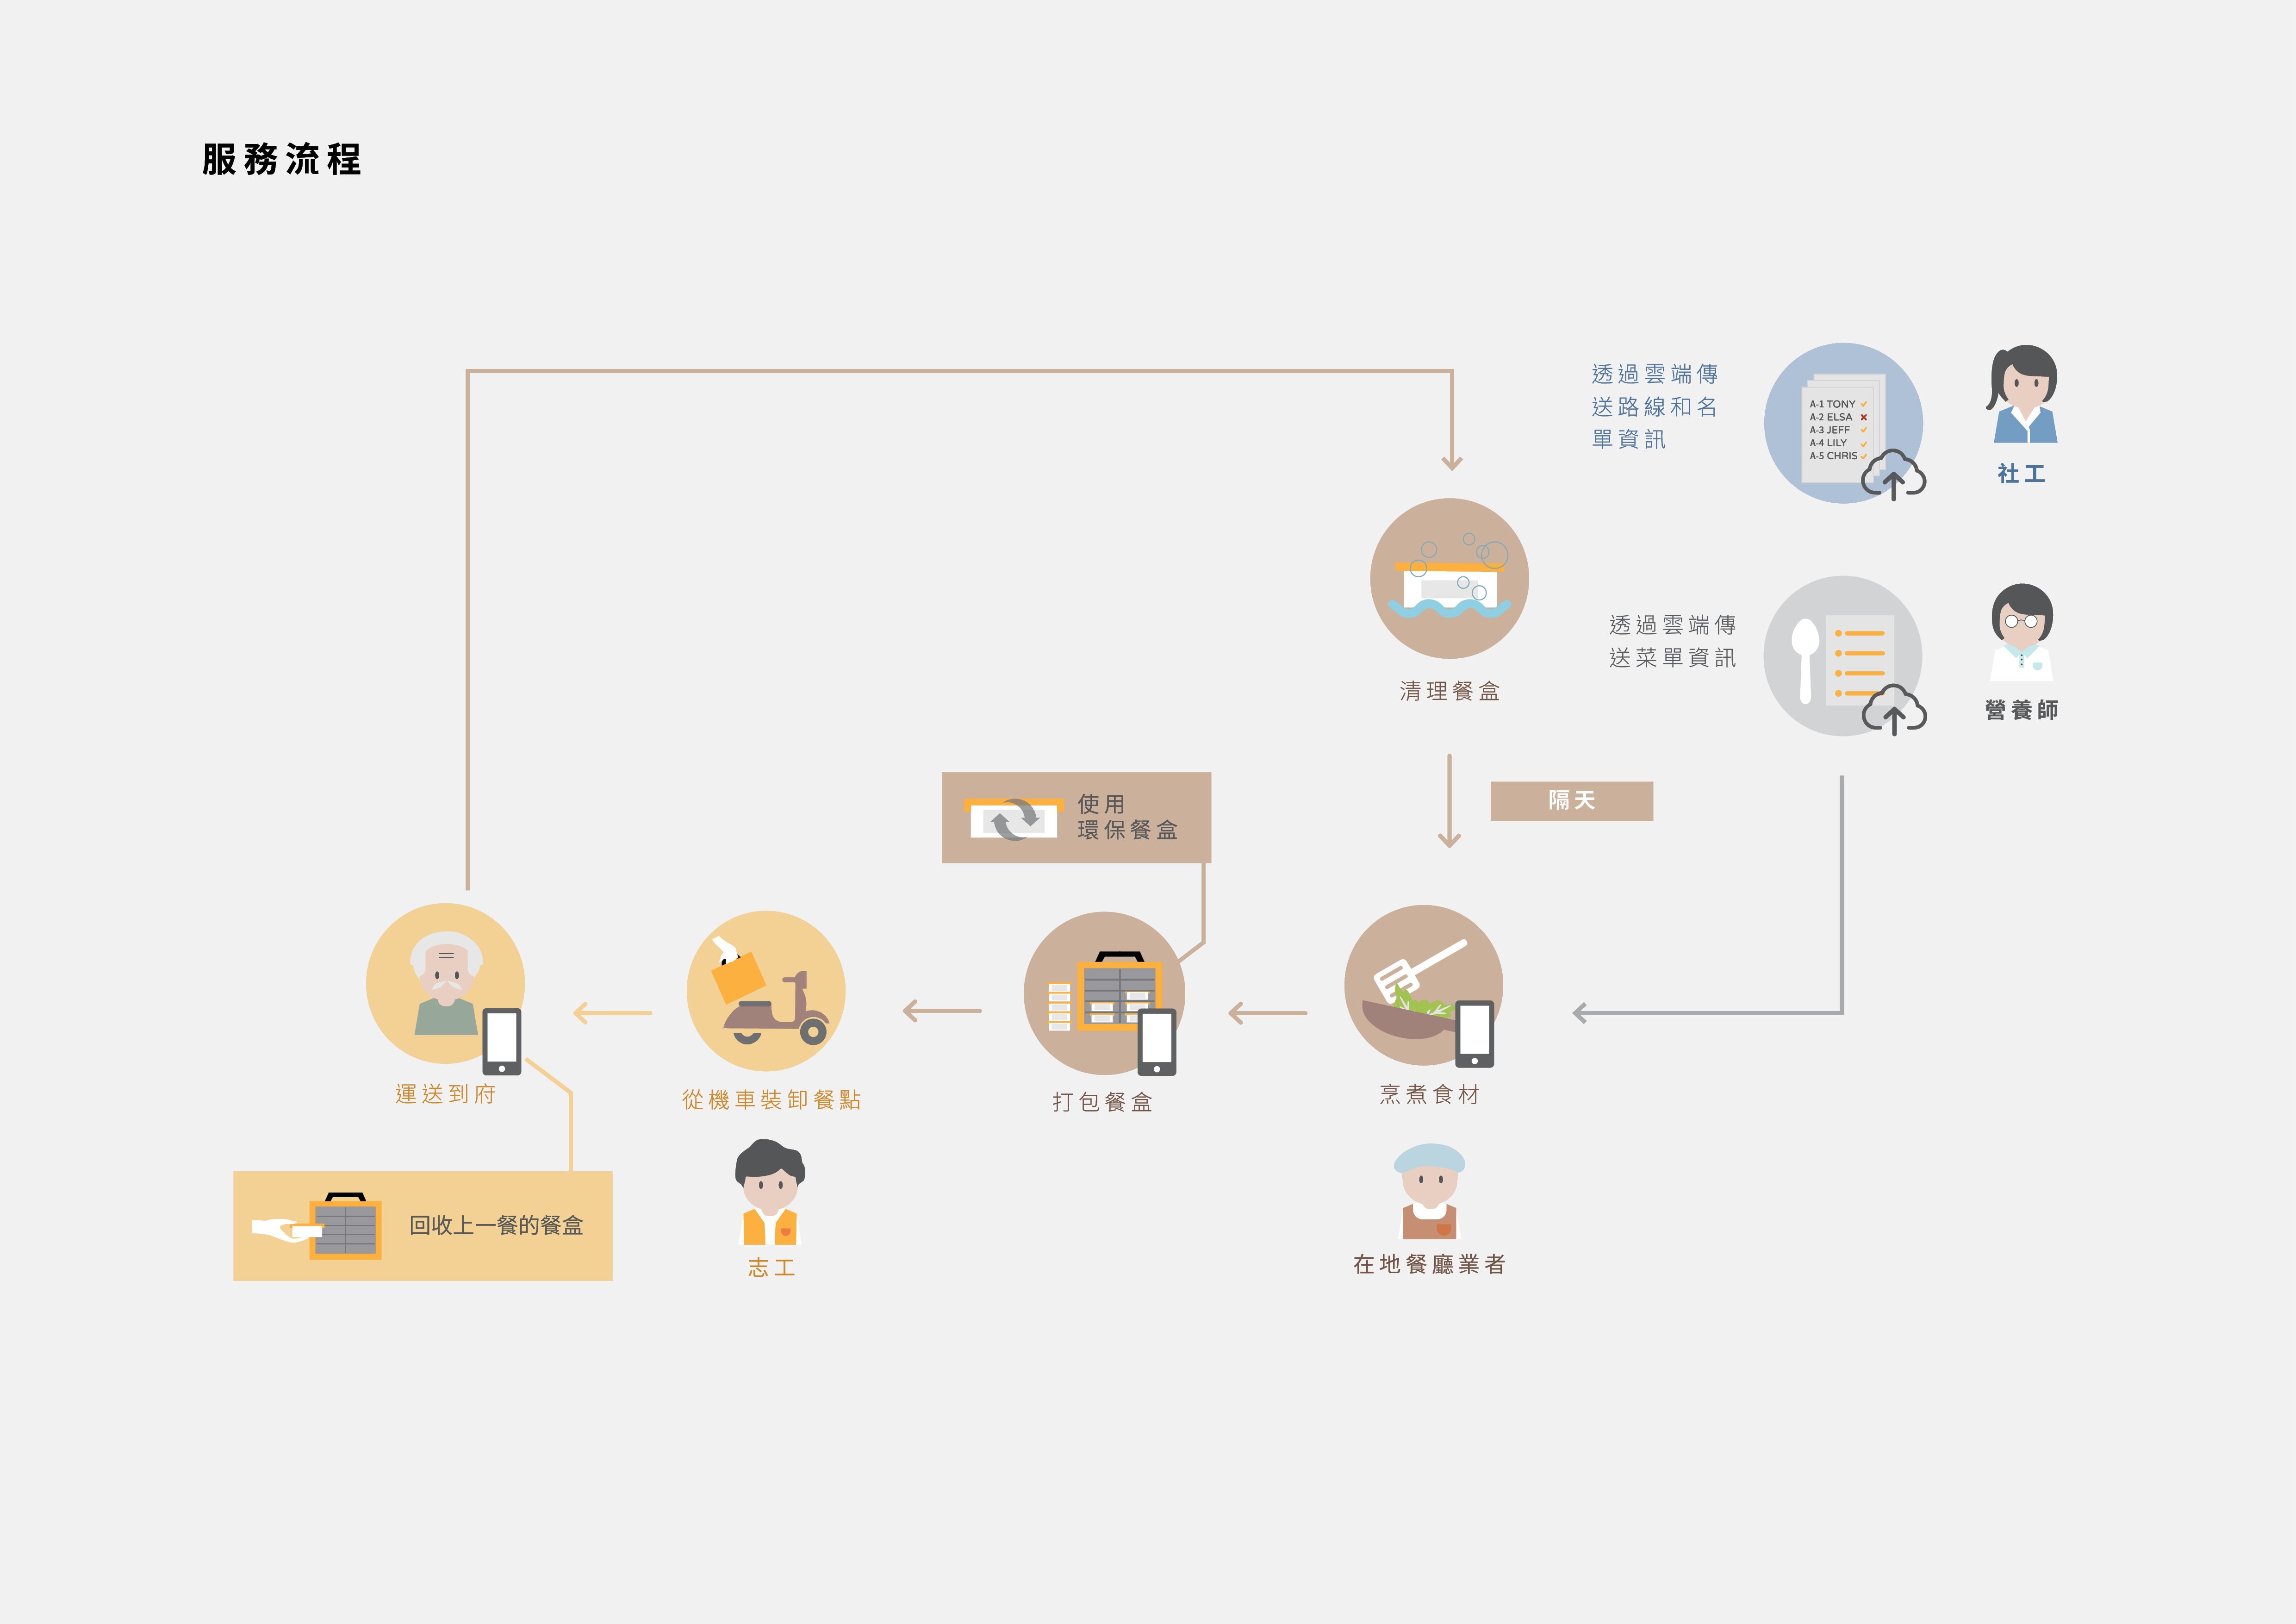 服務流程
透過雲端傳
送路線和名
單資訊
A-1 TONY
A-2 ELSA
A-3 JEFF
A-4 LILY
A-5 CHRIS
社工
透過雲端傳
送菜單資訊
營養師
清理餐盒
隔天
使用
環保餐盒
運送到府
從機車裝卸餐點
打包餐盒
烹煮食材
回收上一餐的餐盒
志工
在地餐廳業者